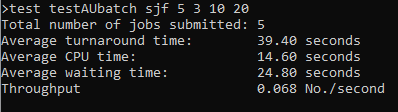 >test testAUbatch sjf 5 3 10 20
Total number of jobs submitted: 5
Average turnaround time: 39.40 seconds
Average CPU time: 14.60 seconds
Average waiting time: 24.80 seconds
Throughput 0.068 No./second